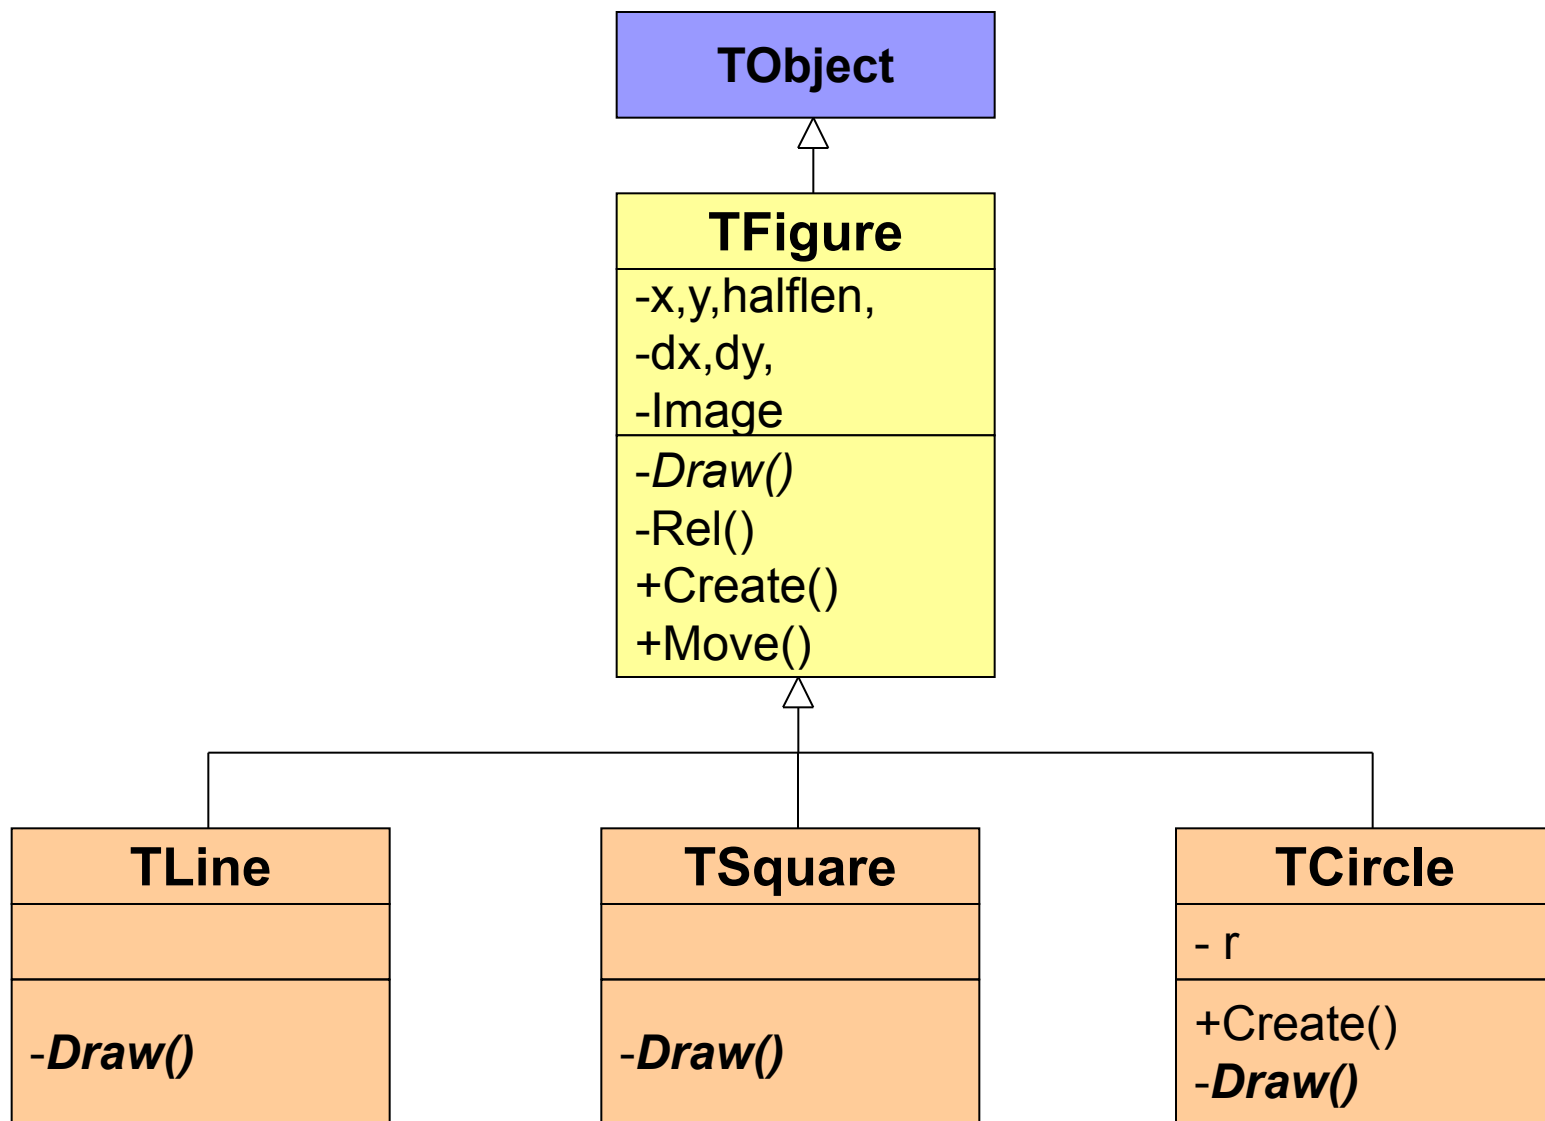 TObject
TFigure
-x,y,halflen,
-dx,dy,
-Image
-Draw()
-Rel()
+Create()
+Move()
TLine
-Draw()
TSquare
-Draw()
TCircle
- r
+Create()
-Draw()